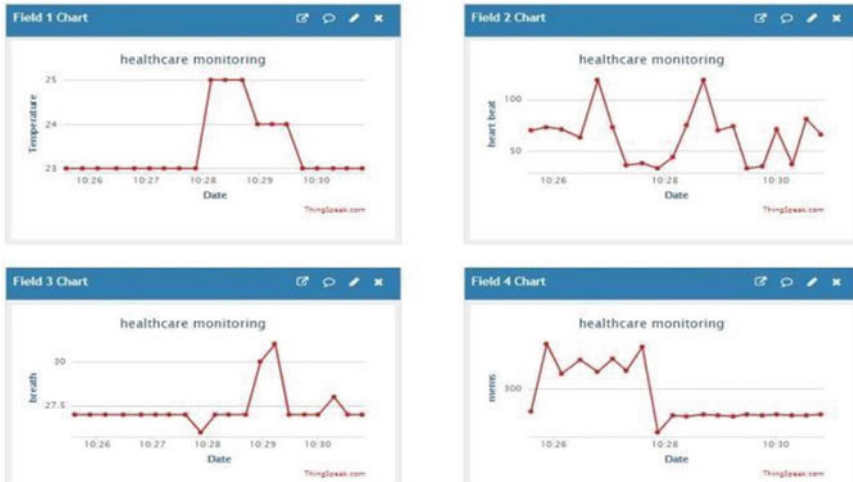 Field 1 Chart
healthcare monitoring
Temperature
25
24
23
10:26 10:27 10:28 10:29 10:30
Date
ThingSpeak.com
Field 2 Chart
healthcare monitoring
heart beat
100
50
10:26 10:28 10:30
Date
ThingSpeak.com
Field 3 Chart
healthcare monitoring
breath
30
27.5
10:26 10:27 10:28 10:29 10:30
Date
ThingSpeak.com
Field 4 Chart
healthcare monitoring
mems
300
10:26 10:28 10:30
Date
ThingSpeak.com